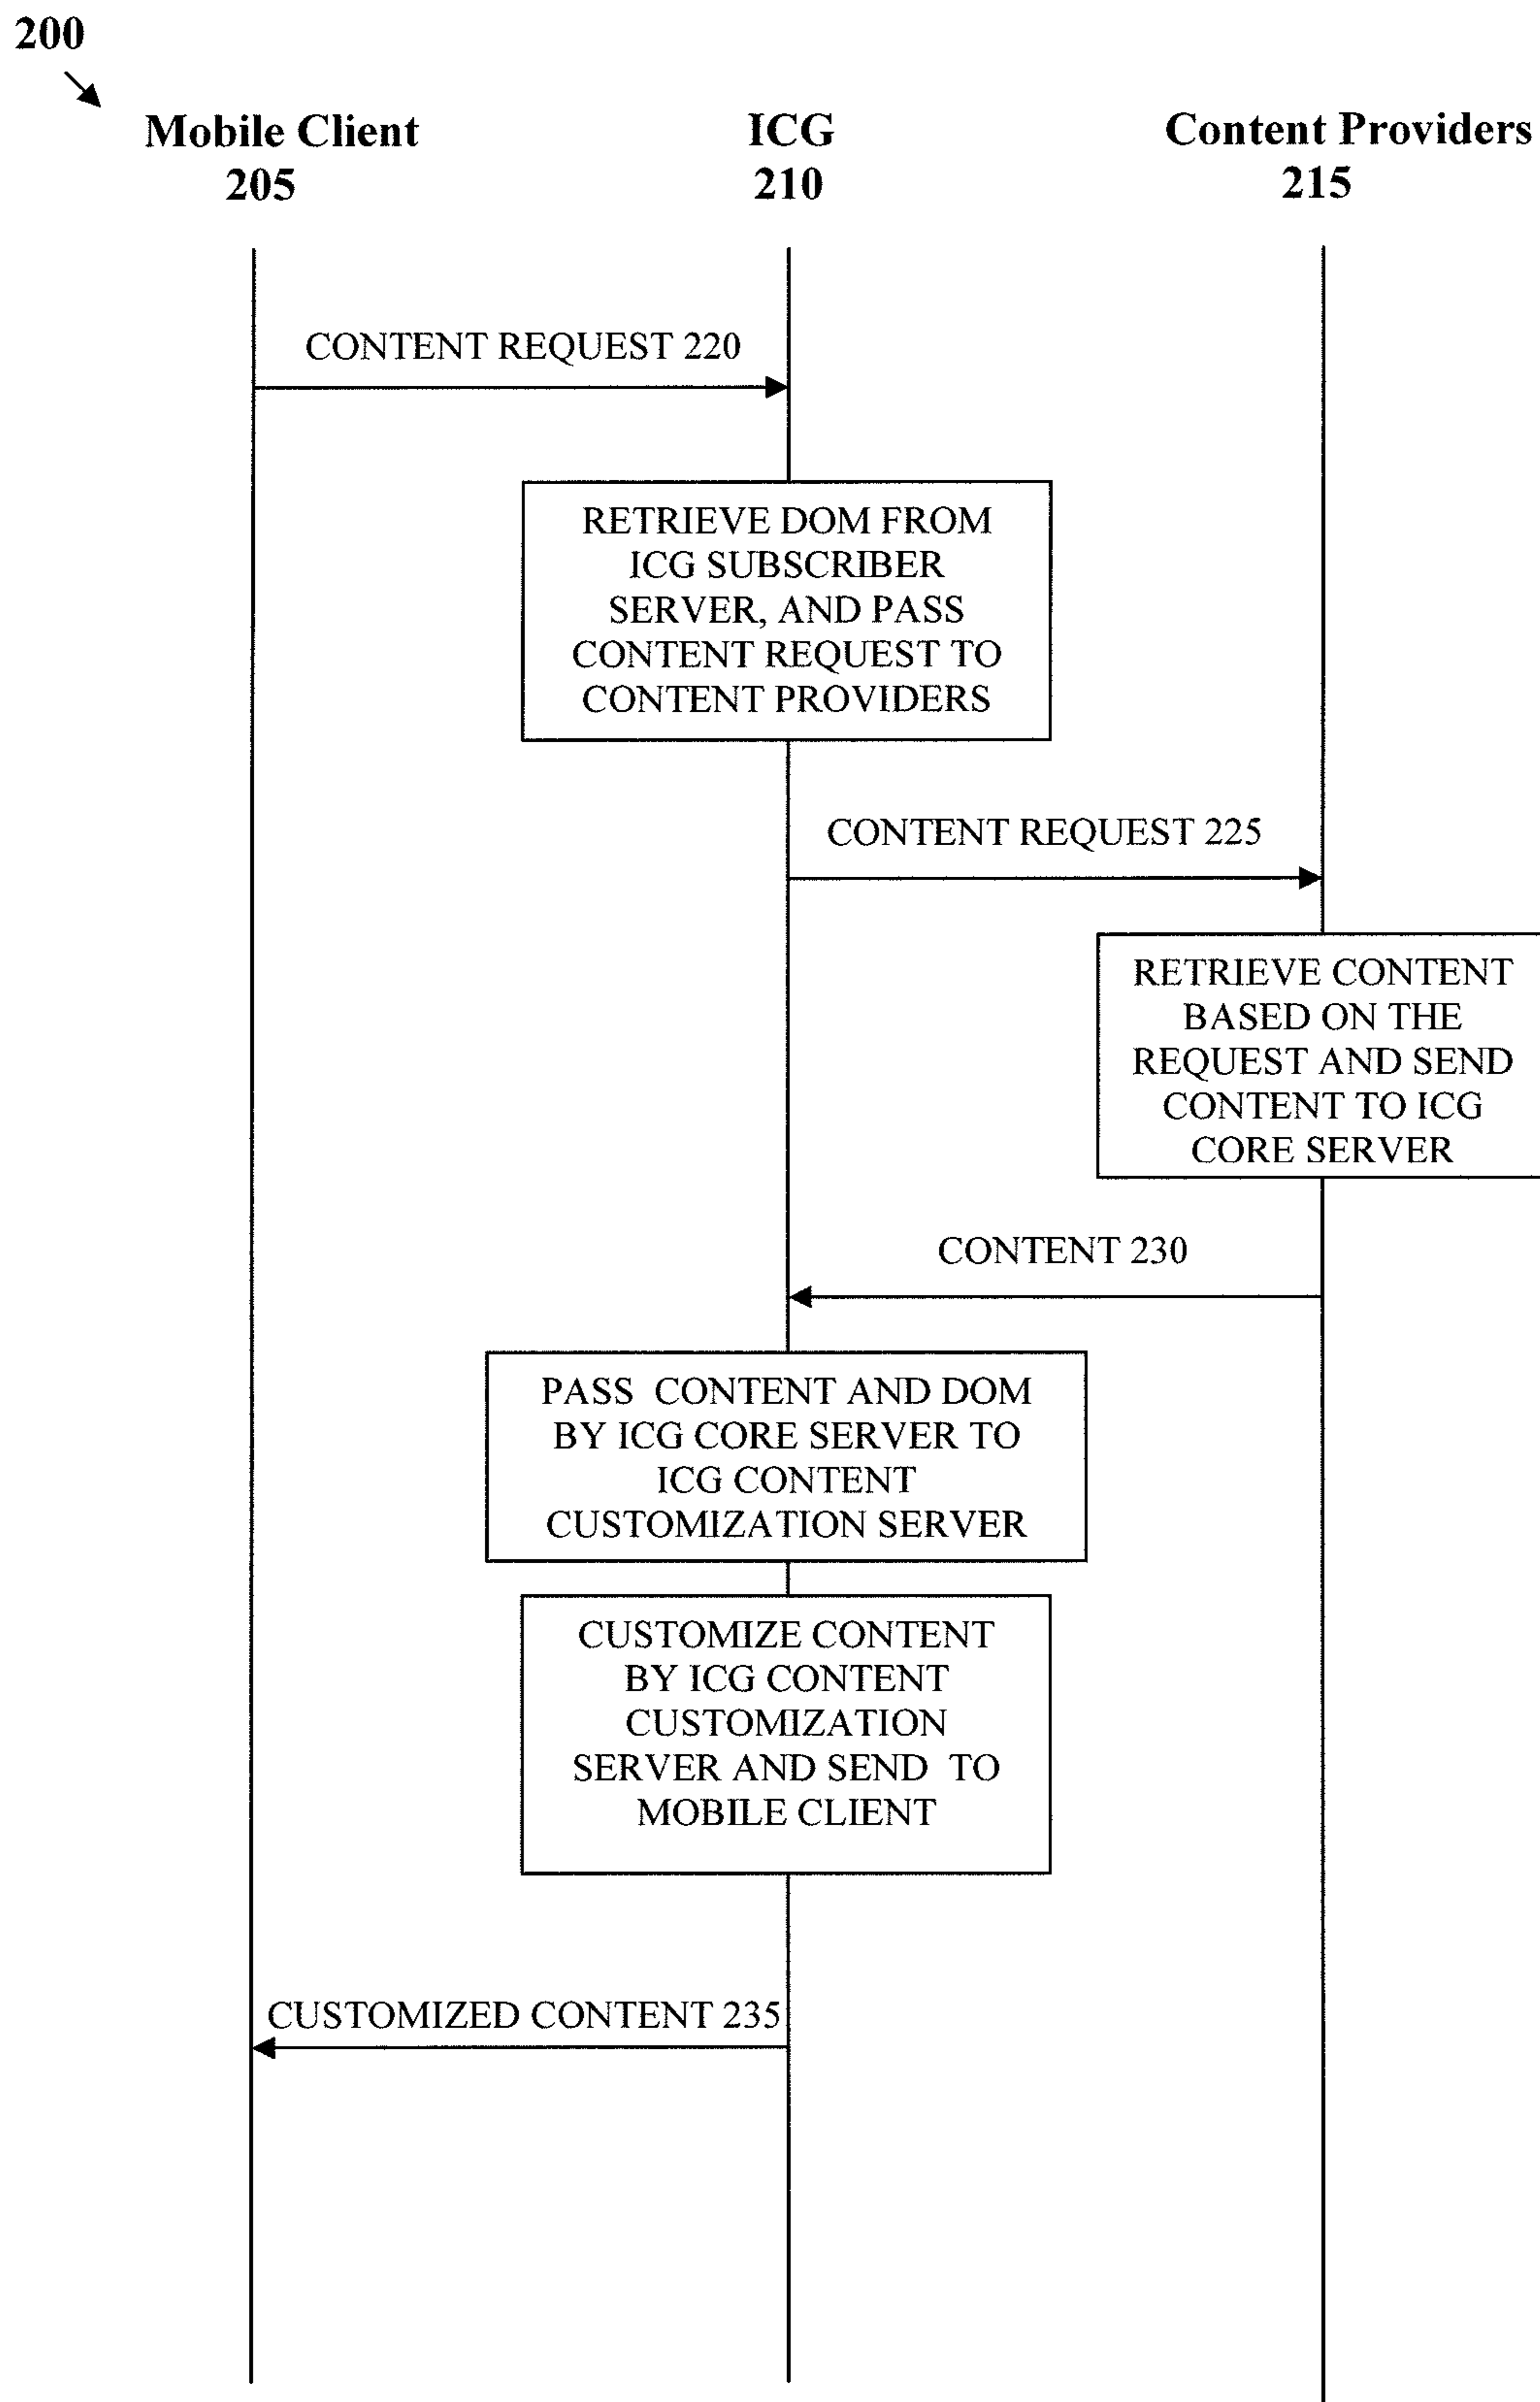 200
Mobile Client
205
ICG
210
Content Providers
215
CONTENT REQUEST 220
RETRIEVE DOM FROM
ICG SUBSCRIBER
SERVER, AND PASS
CONTENT REQUEST TO
CONTENT PROVIDERS
CONTENT REQUEST 225
RETRIEVE CONTENT
BASED ON THE
REQUEST AND SEND
CONTENT TO ICG
CORE SERVER
CONTENT 230
PASS CONTENT AND DOM
BY ICG CORE SERVER TO
ICG CONTENT
CUSTOMIZATION SERVER
CUSTOMIZE CONTENT
BY ICG CONTENT
CUSTOMIZATION
SERVER AND SEND TO
MOBILE CLIENT
CUSTOMIZED CONTENT 235